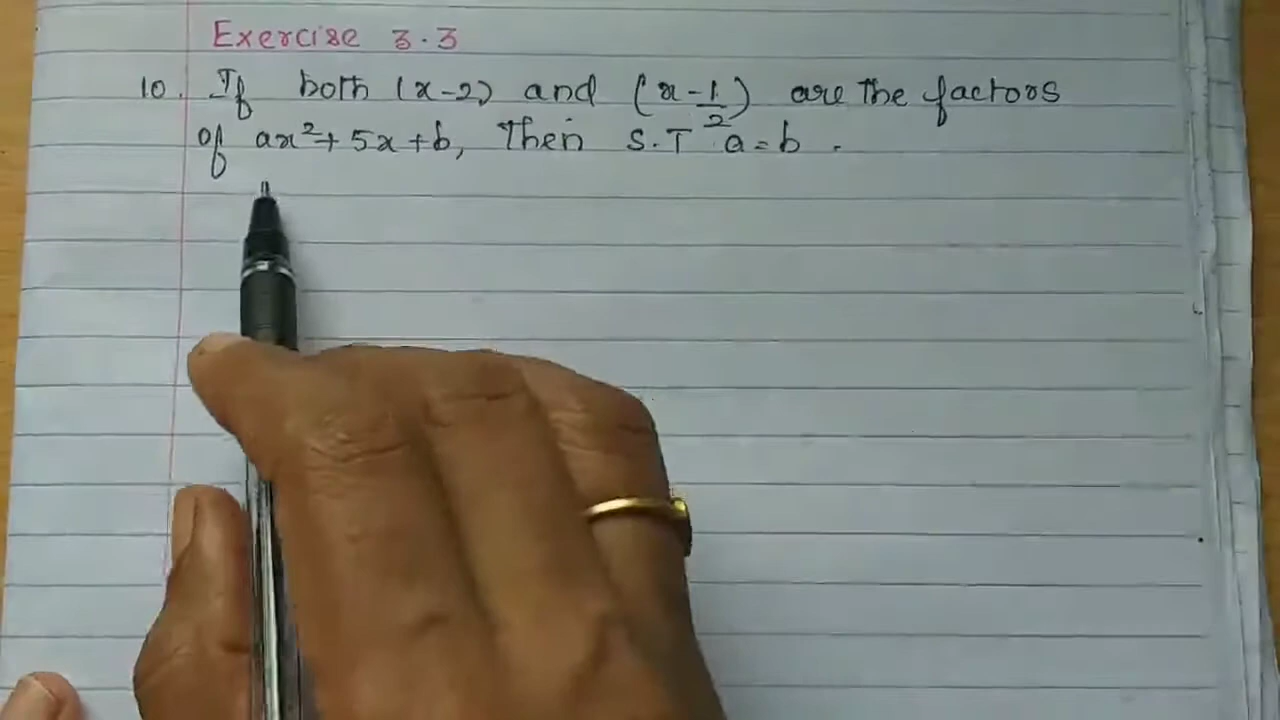 Exercise 3.3
10. If both (x-2) and (x-1/2) are the factors
of ax²+5x+b, Then S.T a=b.